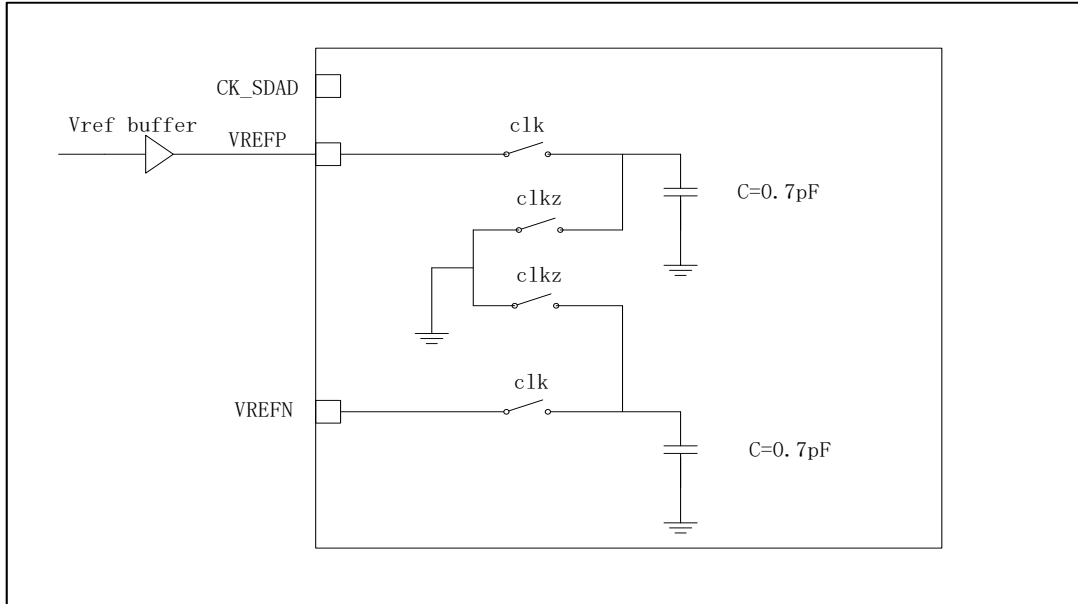 CK_SDAD
Vref buffer
VREFP
clk
C=0.7pF
clkz
clkz
clk
VREFN
C=0.7pF